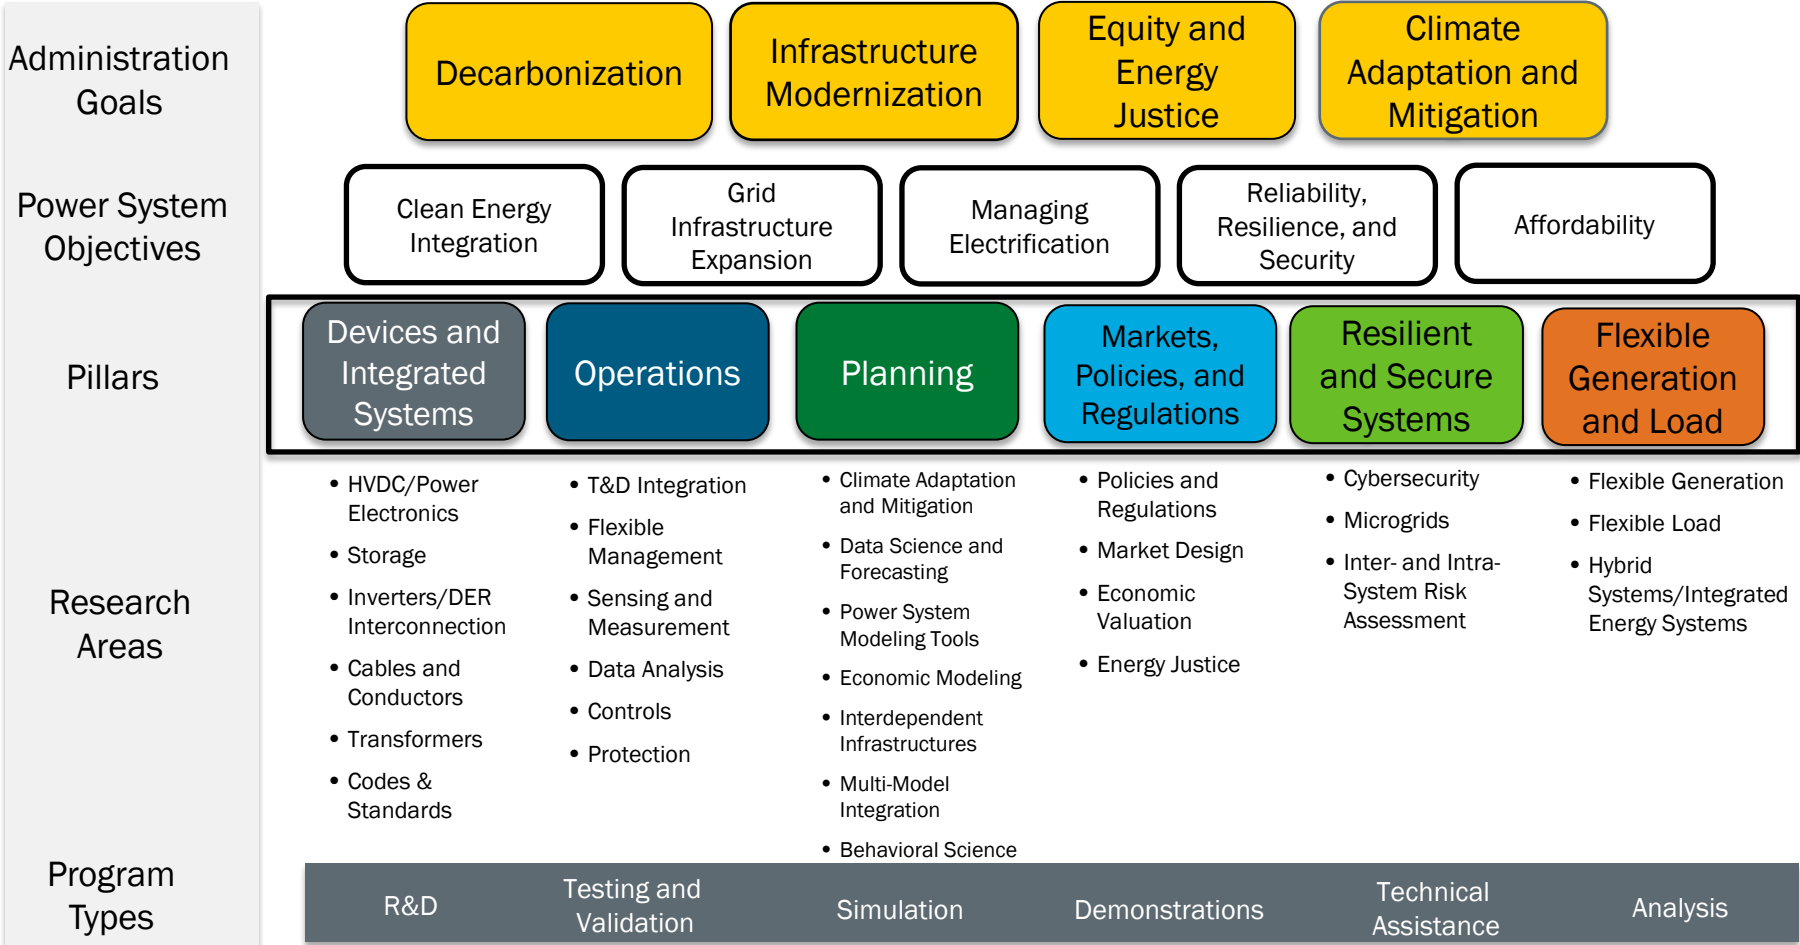 Administration
Goals
Decarbonization
Infrastructure
Modernization
Equity and
Energy
Justice
Climate
Adaptation and
Mitigation
Power System
Objectives
Clean Energy
Integration
Grid
Infrastructure
Expansion
Managing
Electrification
Reliability,
Resilience, and
Security
Affordability
Pillars
Devices and
Integrated
Systems
Operations
Planning
Markets,
Policies, and
Regulations
Resilient
and Secure
Systems
Flexible
Generation
and Load
Research
Areas
• HVDC/Power
Electronics
• Storage
• Inverters/DER
Interconnection
• Cables and
Conductors
• Transformers
• Codes &
Standards
• T&D Integration
• Flexible
Management
• Sensing and
Measurement
• Data Analysis
• Controls
• Protection
• Climate Adaptation
and Mitigation
• Data Science and
Forecasting
• Power System
Modeling Tools
• Economic Modeling
• Interdependent
Infrastructures
• Multi-Model
Integration
• Behavioral Science
• Policies and
Regulations
• Market Design
• Economic
Valuation
• Energy Justice
• Cybersecurity
• Microgrids
• Inter- and Intra-
System Risk
Assessment
• Flexible Generation
• Flexible Load
• Hybrid
Systems/Integrated
Energy Systems
Program
Types
R&D
Testing and
Validation
Simulation
Demonstrations
Technical
Assistance
Analysis